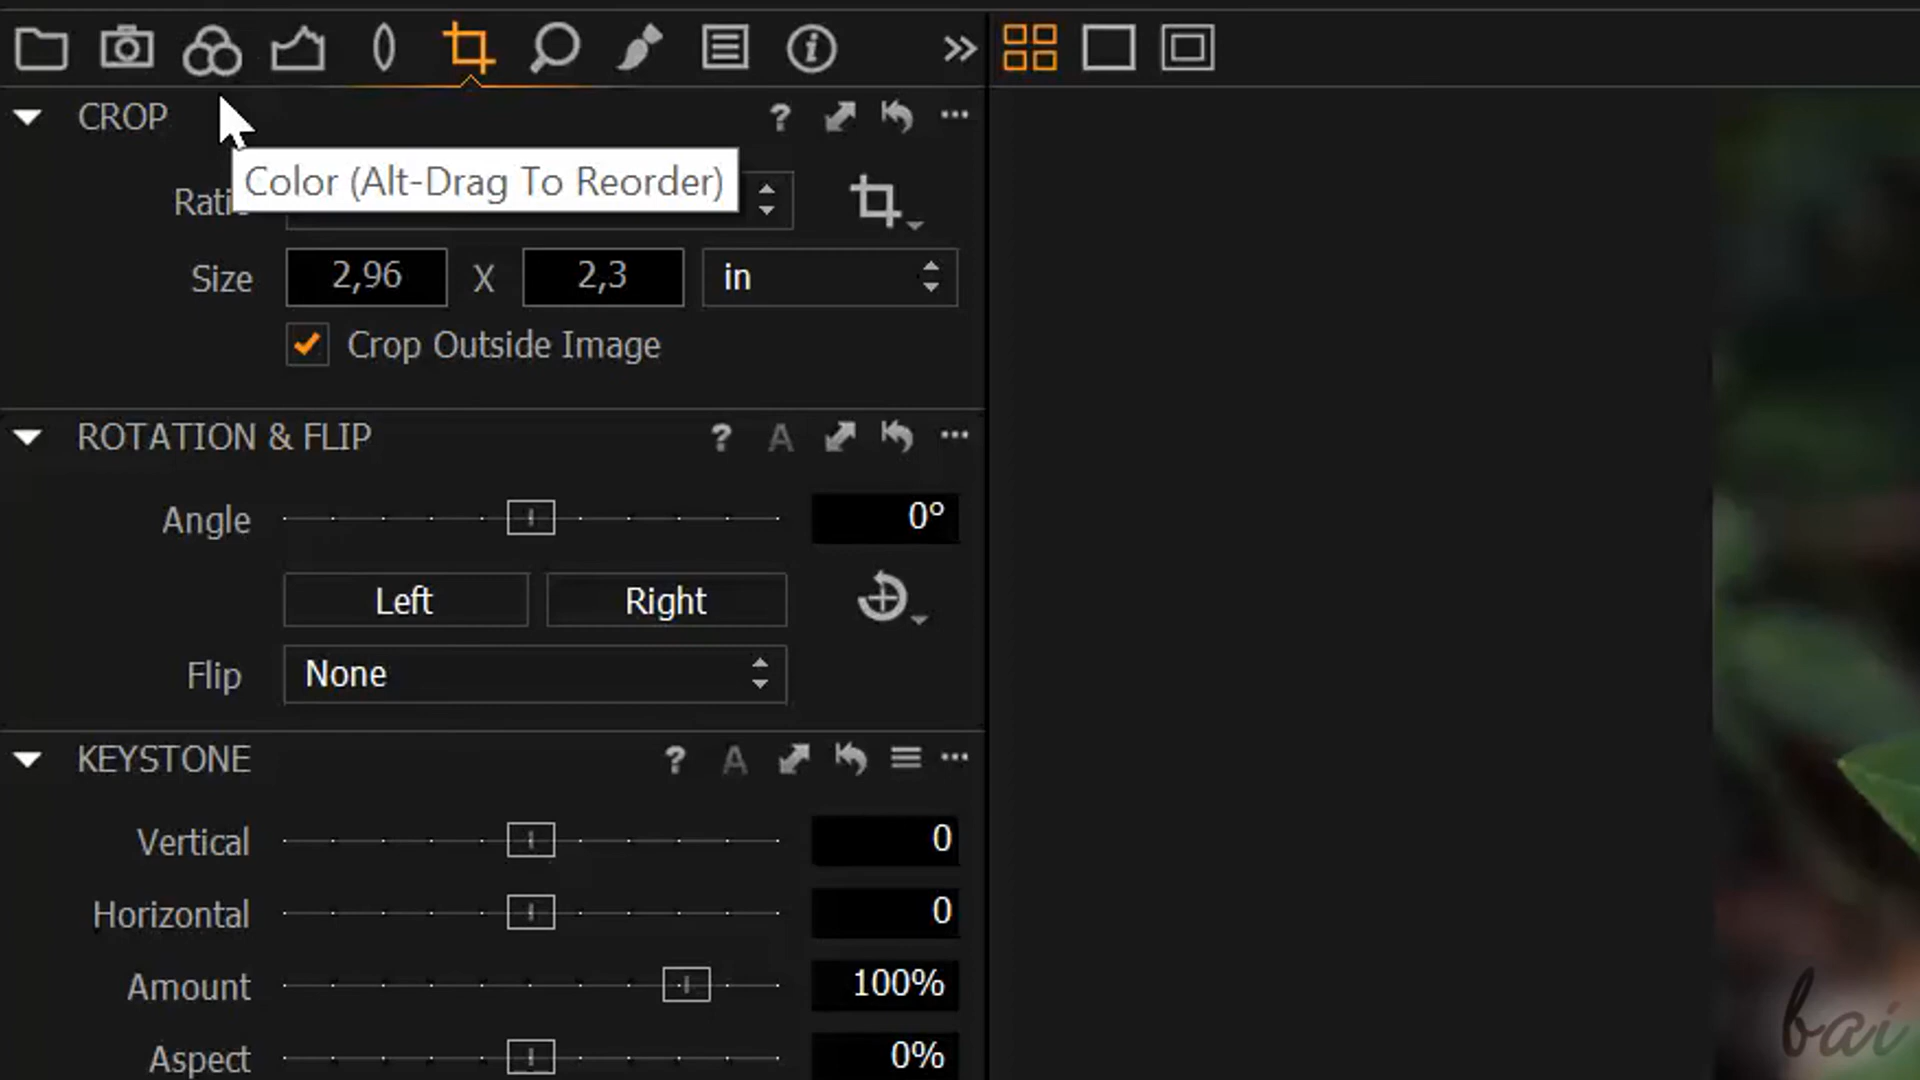 CROP
?
Color (Alt-Drag To Reorder)
Size 2,96 X 2,3 in
Crop Outside Image
ROTATION & FLIP ? A
Angle 0°
Left Right
Flip None
KEYSTONE ? A
Vertical 0
Horizontal 0
Amount 100%
Aspect 0%
bai